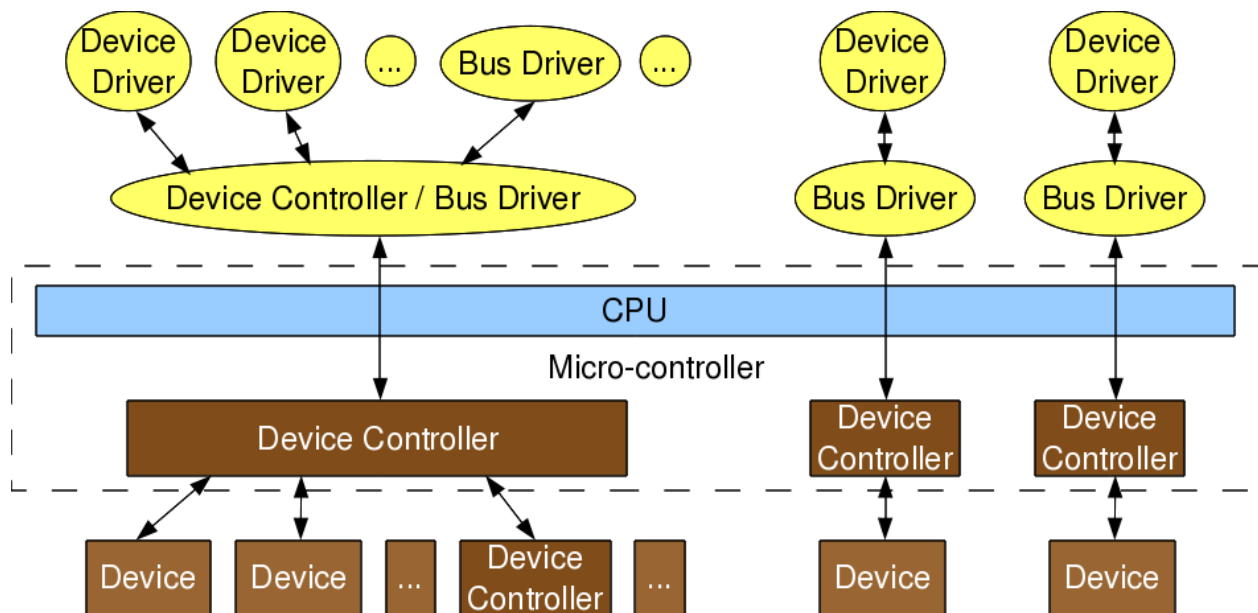 Device
Driver
Device
Driver
...
Bus Driver
...
Device
Driver
Device
Driver
Device Controller / Bus Driver
Bus Driver
Bus Driver
CPU
Micro-controller
Device Controller
Device
Controller
Device
Controller
Device
Device
...
Device
Controller
...
Device
Device